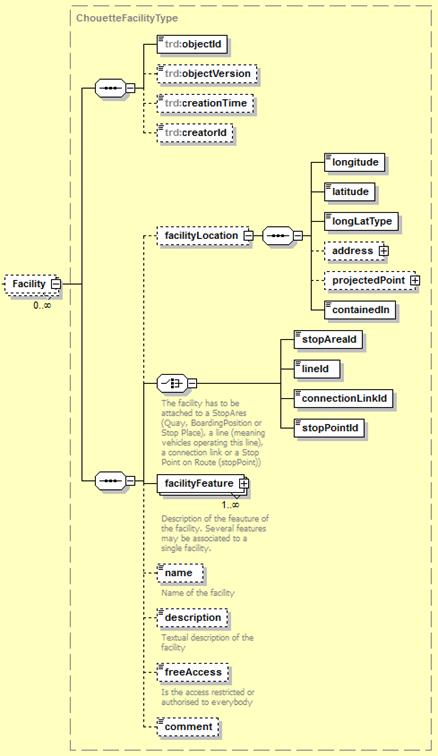 ChouetteFacilityType
trd:objectId
trd:objectVersion
trd:creationTime
trd:creatorId
longitude
latitude
longLatType
facilityLocation
address
projectedPoint
containedIn
Facility
0..∞
stopAreaId
lineId
connectionLinkId
stopPointId
The facility has to be
attached to a StopAres
(Quay, BoardingPosition or
Stop Place), a line (meaning
vehicles operating this line),
a connection link or a Stop
Point on Route (stopPoint))
facilityFeature
1..∞
Description of the feauture of
the facility. Several features
may be associated to a
single facility.
name
Name of the facility
description
Textual description of the
facility
freeAccess
Is the access restricted or
authorised to everybody
comment